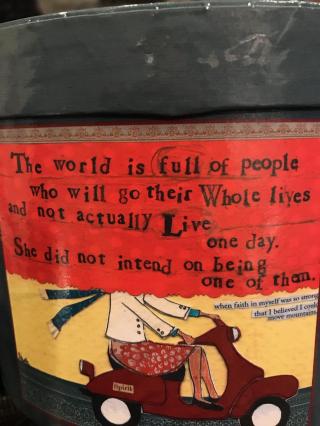 The world is full of people
who will go their Whole lives
and not actually Live
one day.
She did not intend on being
one of them.
when faith in myself was so strong
that I believed I could
move mountains
Spirit